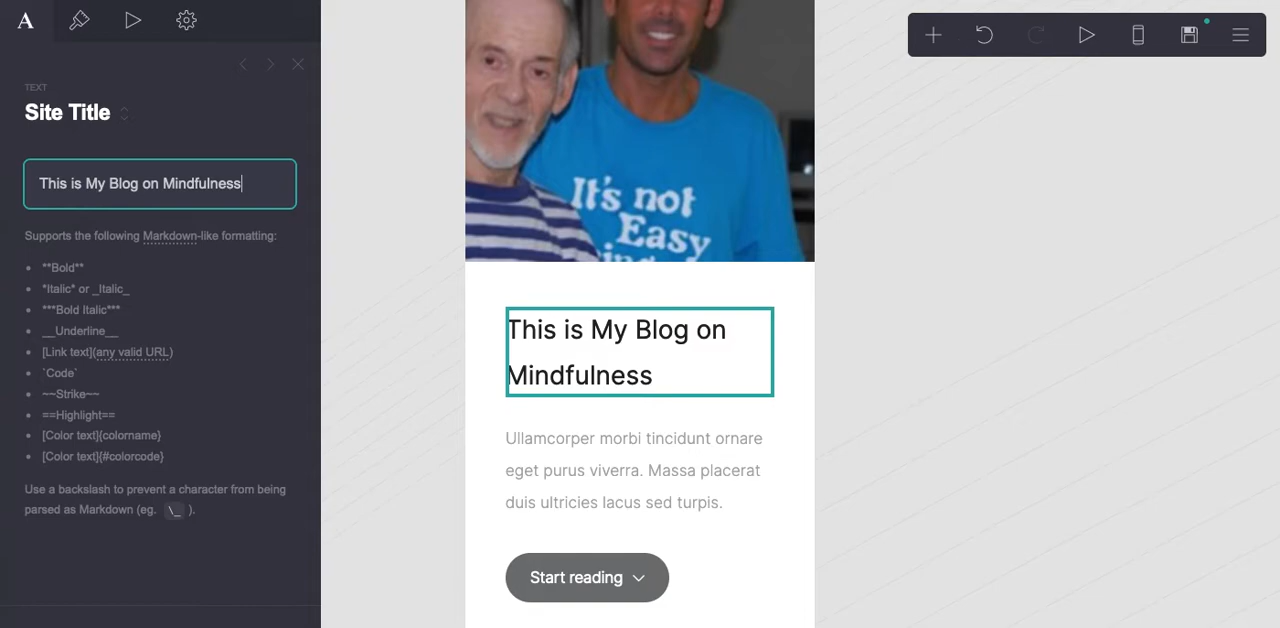 A
TEXT
Site Title
This is My Blog on Mindfulness
Supports the following Markdown-like formatting:
**Bold**
*Italic* or _Italic_
***Bold Italic***
__Underline__
[Link text](any valid URL)
`Code`
~~Strike~~
==Highlight==
[Color text]{colorname}
[Color text]{#colorcode}
Use a backslash to prevent a character from being
parsed as Markdown (eg. \_ ).
It's not
Easy
This is My Blog on
Mindfulness
Ullamcorper morbi tincidunt ornare
eget purus viverra. Massa placerat
duis ultricies lacus sed turpis.
Start reading